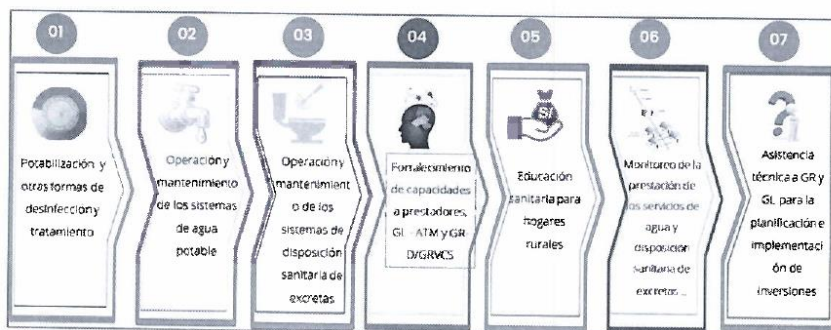 01
Potabilización y
otras formas de
desinfección y
tratamiento
02
Operación y
mantenimiento
de los sistemas
de agua
potable
03
Operación y
mantenimient
o de los
sistemas de
disposición
sanitaria de
excretas
04
Fortalecimiento
de capacidades
a prestadores,
GL - ATM y GR-
D/GRVCS
05
Educación
sanitaria para
hogares
rurales
06
Monitoreo de la
prestación de
los servicios de
agua y
disposición
sanitaria de
excretas ..
07
Asistencia
técnica a GR y
GL para la
planificación e
implementaci
ón de
inversiones